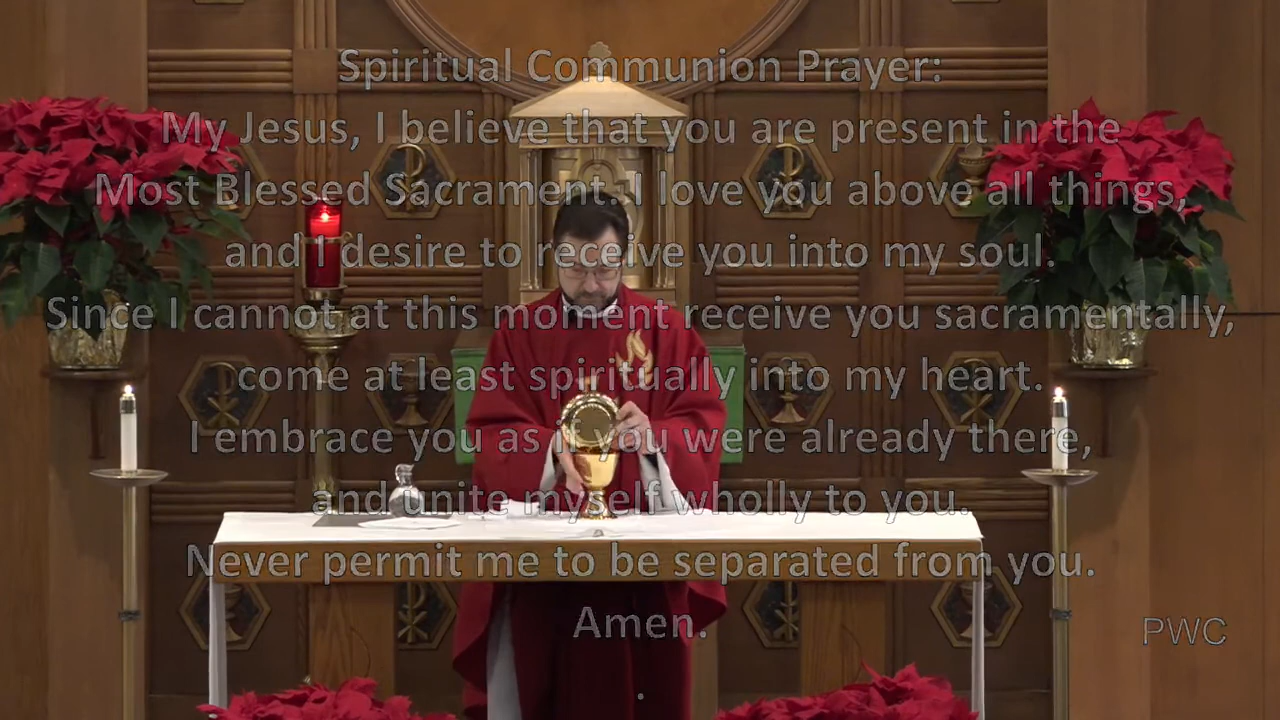 Spiritual Communion Prayer:
My Jesus, I believe that you are present in the
Most Blessed Sacrament. I love you above all things,
and I desire to receive you into my soul.
Since I cannot at this moment receive you sacramentally,
come at least spiritually into my heart.
I embrace you as if you were already there,
and unite myself wholly to you.
Never permit me to be separated from you.
Amen.
PWC
.